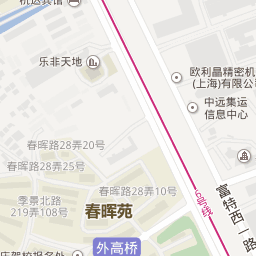 机达宾馆
乐非天地
欧利晶精密机
(上海)有限公
中远集运
信息中心
春晖路28弄20号
春晖路28弄25号
春晖路28弄10号
季景北路
219弄108号
春晖苑
6号线
富特西一路
外高桥